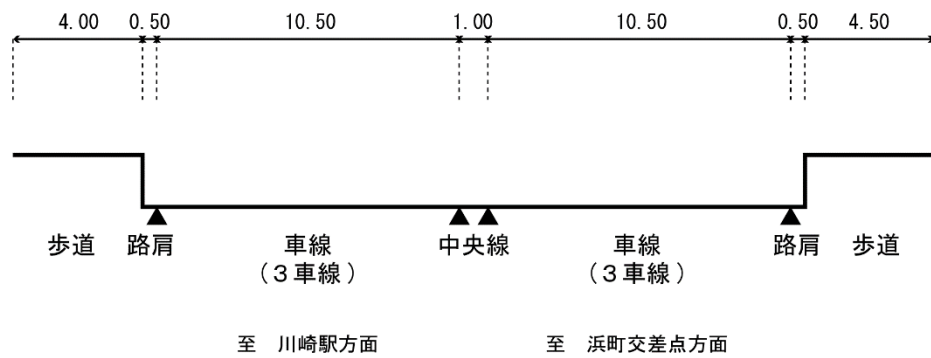 4.00 0.50 10.50 1.00 10.50 0.50 4.50
歩道 路肩 車線 中央線 車線 路肩 歩道
(3車線) (3車線)
至 川崎駅方面 至 浜町交差点方面